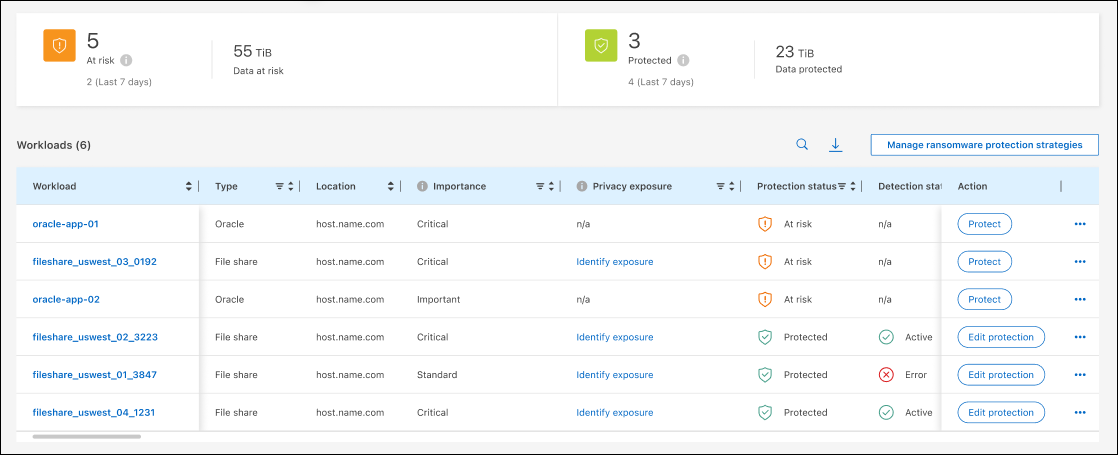 5
At risk
2 (Last 7 days)
55 TiB
Data at risk
3
Protected
4 (Last 7 days)
23 TiB
Data protected
Workloads (6)
Manage ransomware protection strategies
Workload Type Location Importance Privacy exposure Protection status Detection stat Action
oracle-app-01 Oracle host.name.com Critical n/a At risk n/a Protect
fileshare_uswest_03_0192 File share host.name.com Critical Identify exposure At risk n/a Protect
oracle-app-02 Oracle host.name.com Important n/a At risk n/a Protect
fileshare_uswest_02_3223 File share host.name.com Critical Identify exposure Protected Active Edit protection
fileshare_uswest_01_3847 File share host.name.com Standard Identify exposure Protected Error Edit protection
fileshare_uswest_04_1231 File share host.name.com Critical Identify exposure Protected Active Edit protection